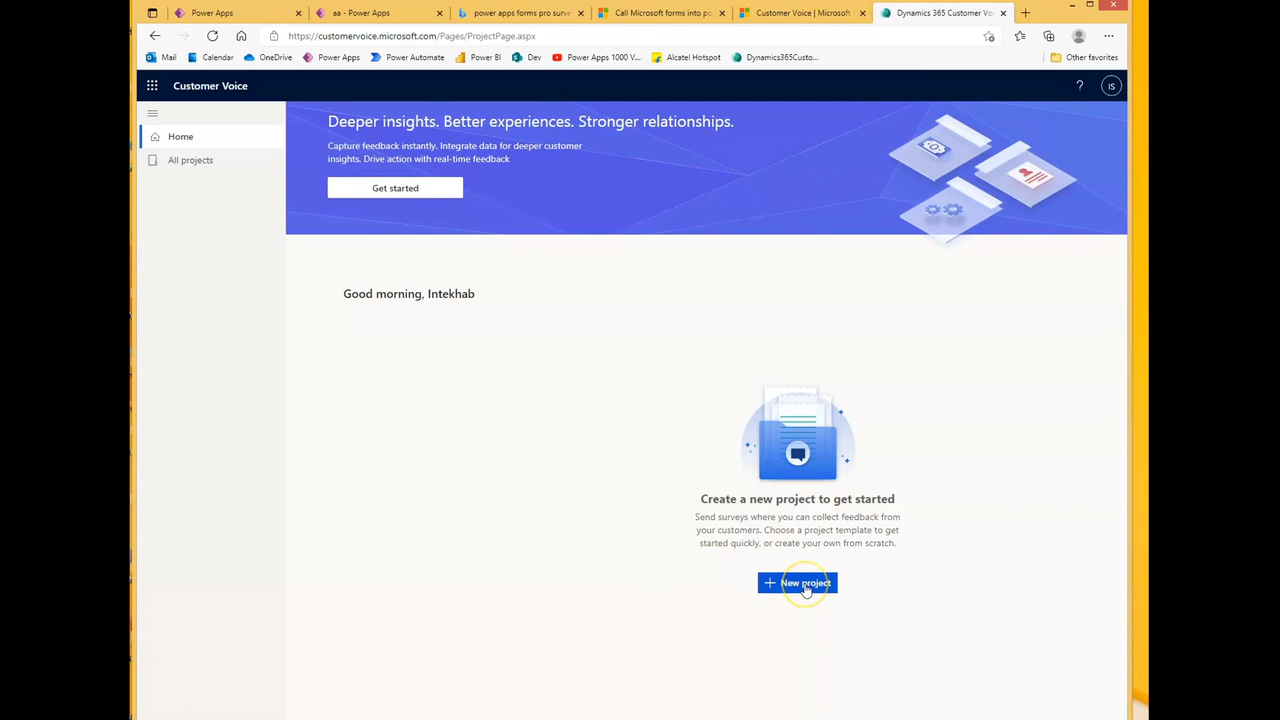 Power Apps
aa - Power Apps
power apps forms pro surve
Call Microsoft forms into po
Customer Voice | Microsoft
Dynamics 365 Customer Vo
https://customervoice.microsoft.com/Pages/ProjectPage.aspx
Mail
Calendar
OneDrive
Power Apps
Power Automate
Power BI
Dev
Power Apps 1000 V...
Alcatel Hotspot
Dynamics365Custo...
Other favorites
Customer Voice
?
IS
Home
All projects
Deeper insights. Better experiences. Stronger relationships.
Capture feedback instantly. Integrate data for deeper customer
insights. Drive action with real-time feedback
Get started
Good morning, Intekhab
Create a new project to get started
Send surveys where you can collect feedback from
your customers. Choose a project template to get
started quickly, or create your own from scratch.
New project